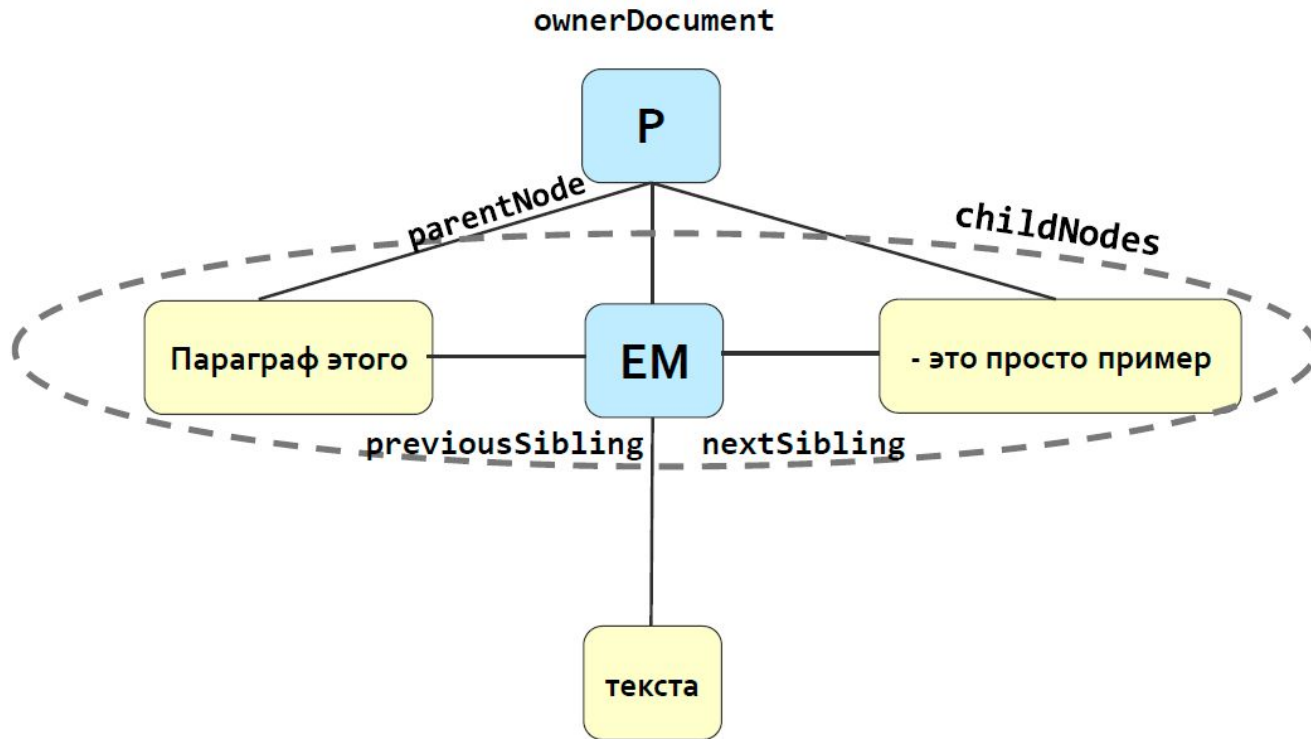 ownerDocument
P
parentNode
childNodes
Параграф этого
EM
- это просто пример
previousSibling
nextSibling
текста